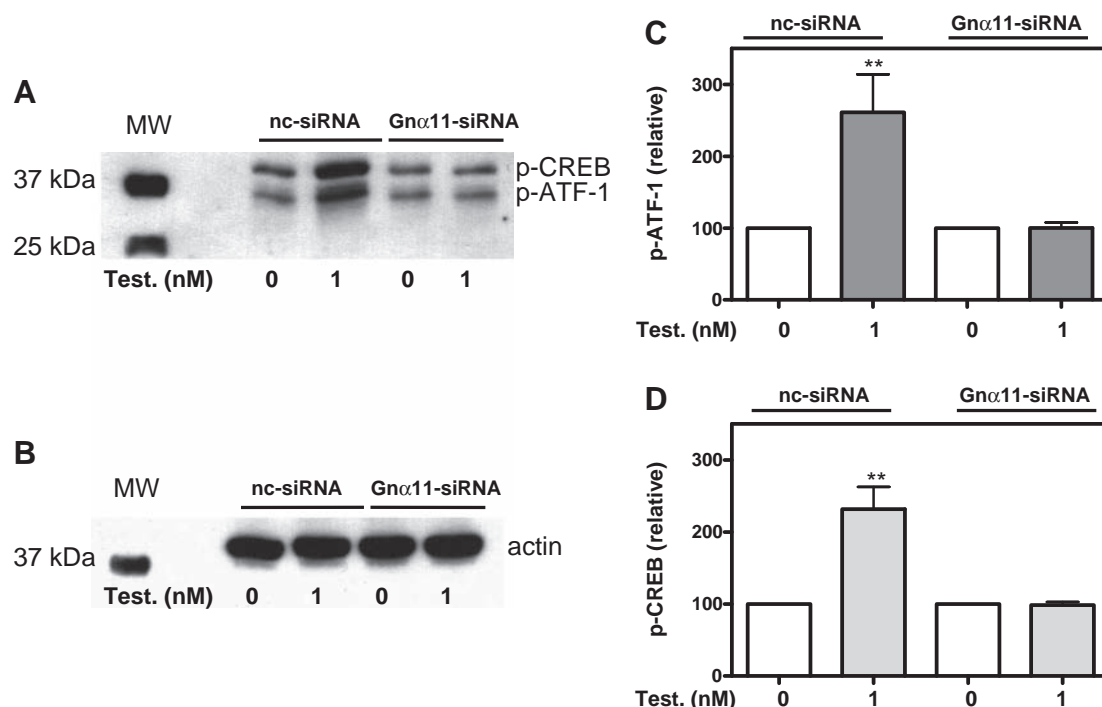 A
MW
nc-siRNA
Gnα11-siRNA
37 kDa
p-CREB
p-ATF-1
25 kDa
Test. (nM) 0 1 0 1
B
MW
nc-siRNA
Gnα11-siRNA
37 kDa
actin
Test. (nM) 0 1 0 1
C
nc-siRNA
Gnα11-siRNA
p-ATF-1 (relative)
300
200
100
0
**
Test. (nM) 0 1 0 1
D
nc-siRNA
Gnα11-siRNA
p-CREB (relative)
300
200
100
0
**
Test. (nM) 0 1 0 1